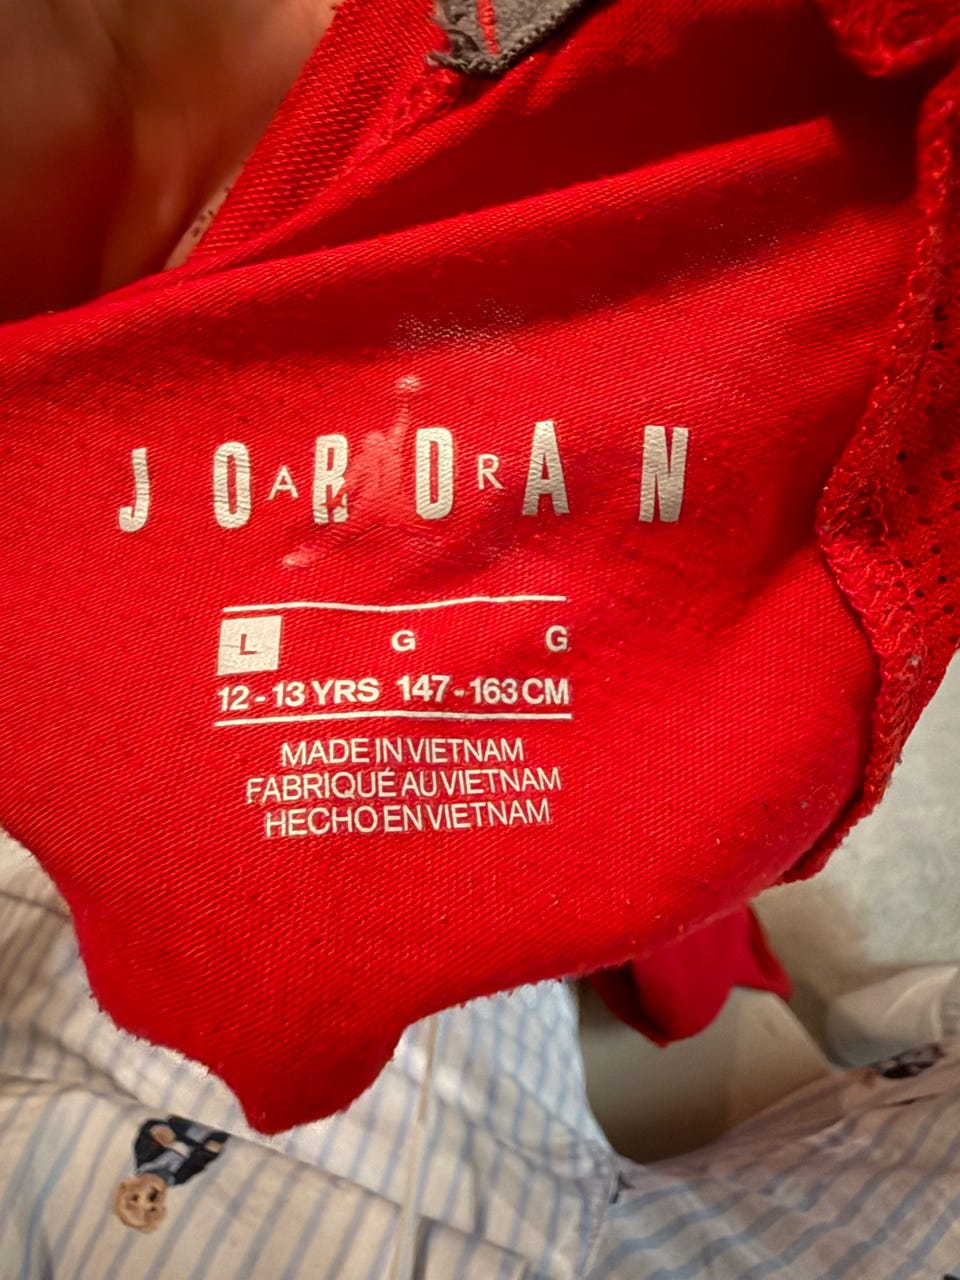 JORDAN
A R
L G G
12-13 YRS 147-163 CM
MADE IN VIETNAM
FABRIQUÉ AU VIETNAM
HECHO EN VIETNAM